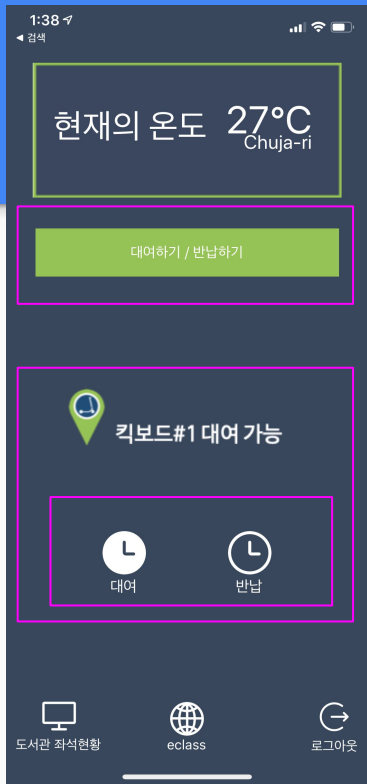 1:38
◀ 검색
현재의 온도 27°C
Chuja-ri
대여하기 / 반납하기
킥보드#1 대여 가능
대여 반납
도서관 좌석현황 eclass 로그아웃